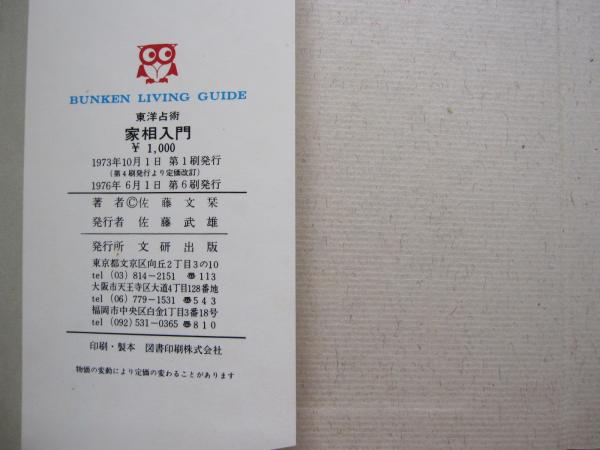 BUNKEN LIVING GUIDE
東洋占術
家相入門
¥ 1,000
1973年10月1日 第1刷発行
(第4刷発行より定価改訂)
1976年 6月1日 第6刷発行
著者Ⓒ佐藤文栞
発行者 佐藤武雄
発行所 文研出版
東京都文京区向丘2丁目3の10
tel (03) 814-2151 ☎113
大阪市天王寺区大道4丁目128番地
tel (06) 779-1531 ☎543
福岡市中央区白金1丁目3番18号
tel (092) 531-0365 ☎810
印刷・製本 図書印刷株式会社
物価の変動により定価の変わることがあります